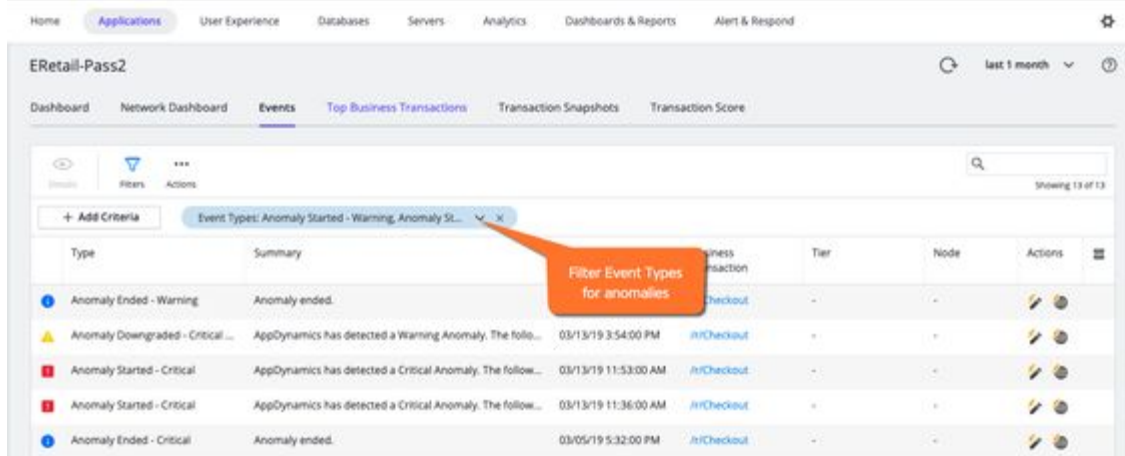 Home Applications User Experience Databases Servers Analytics Dashboards & Reports Alert & Respond
ERetail-Pass2 last 1 month
Dashboard Network Dashboard Events Top Business Transactions Transaction Snapshots Transaction Score
Details Filters Actions
Showing 13 of 13
+ Add Criteria Event Types: Anomaly Started - Warning, Anomaly St...
Type Summary Tier Node Actions
Filter Event Types
for anomalies
Anomaly Ended - Warning Anomaly ended. Checkout - -
Anomaly Downgraded - Critical ... AppDynamics has detected a Warning Anomaly. The follo... 03/13/19 3:54:00 PM /r/Checkout - -
Anomaly Started - Critical AppDynamics has detected a Critical Anomaly. The follow... 03/13/19 11:53:00 AM /r/Checkout - -
Anomaly Started - Critical AppDynamics has detected a Critical Anomaly. The follow... 03/13/19 11:36:00 AM /r/Checkout - -
Anomaly Ended - Critical Anomaly ended. 03/05/19 5:32:00 PM /r/Checkout - -